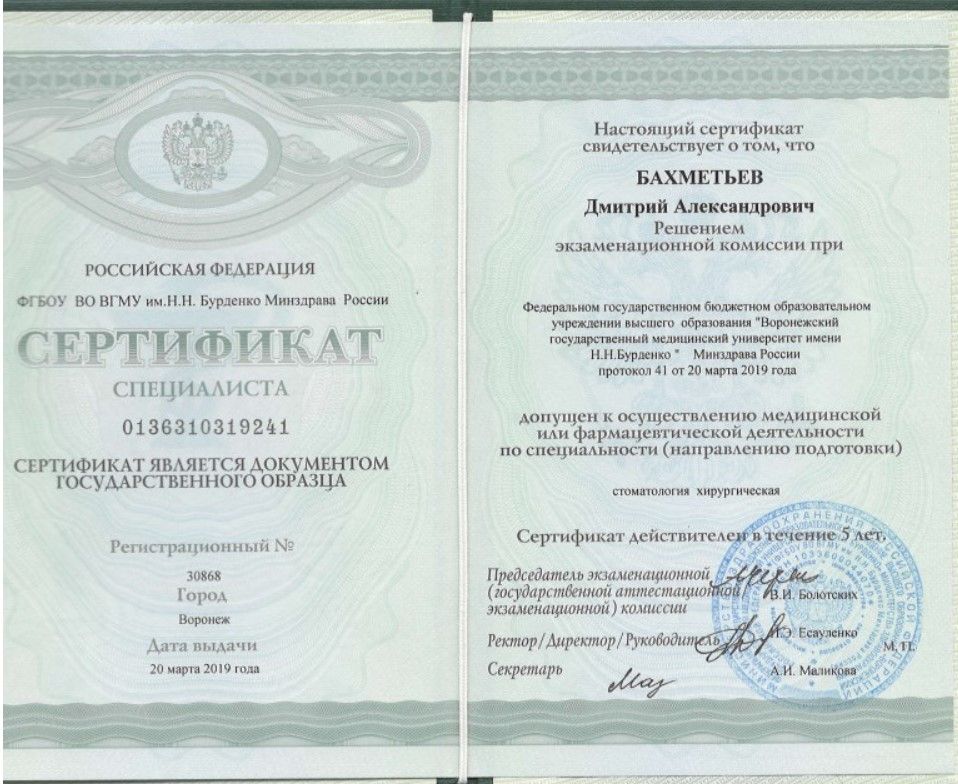 РОССИЙСКАЯ ФЕДЕРАЦИЯ
ФГБОУ ВО ВГМУ им.Н.Н. Бурденко Минздрава России
СЕРТИФИКАТ
СПЕЦИАЛИСТА
0136310319241
СЕРТИФИКАТ ЯВЛЯЕТСЯ ДОКУМЕНТОМ
ГОСУДАРСТВЕННОГО ОБРАЗЦА
Регистрационный №
30868
Город
Воронеж
Дата выдачи
20 марта 2019 года
Настоящий сертификат
свидетельствует о том, что
БАХМЕТЬЕВ
Дмитрий Александрович
Решением
экзаменационной комиссии при
Федеральном государственном бюджетном образовательном
учреждении высшего образования "Воронежский
государственный медицинский университет имени
Н.Н.Бурденко " Минздрава России
протокол 41 от 20 марта 2019 года
допущен к осуществлению медицинской
или фармацевтической деятельности
по специальности (направлению подготовки)
стоматология хирургическая
Сертификат действителен в течение 5 лет.
Председатель экзаменационной
(государственной аттестационной/
экзаменационной) комиссии
В.И. Болотских
Ректор/Директор/Руководитель
И.Э. Есауленко
М.П.
Секретарь
А.И. Маликова